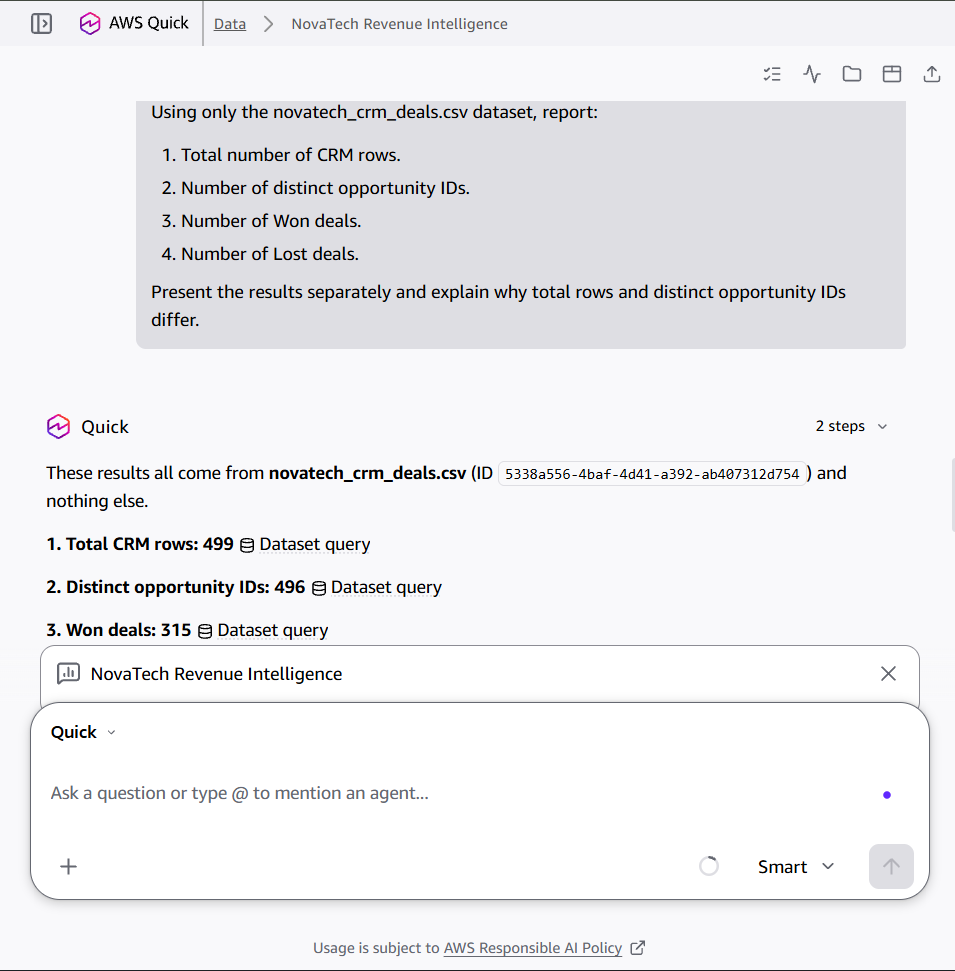 AWS Quick Data NovaTech Revenue Intelligence
Using only the novatech_crm_deals.csv dataset, report:
1. Total number of CRM rows.
2. Number of distinct opportunity IDs.
3. Number of Won deals.
4. Number of Lost deals.
Present the results separately and explain why total rows and distinct opportunity IDs
differ.
Quick 2 steps
These results all come from novatech_crm_deals.csv (ID 5338a556-4baf-4d41-a392-ab407312d754) and
nothing else.
1. Total CRM rows: 499 Dataset query
2. Distinct opportunity IDs: 496 Dataset query
3. Won deals: 315 Dataset query
NovaTech Revenue Intelligence
Quick
Ask a question or type @ to mention an agent...
Smart
Usage is subject to AWS Responsible AI Policy